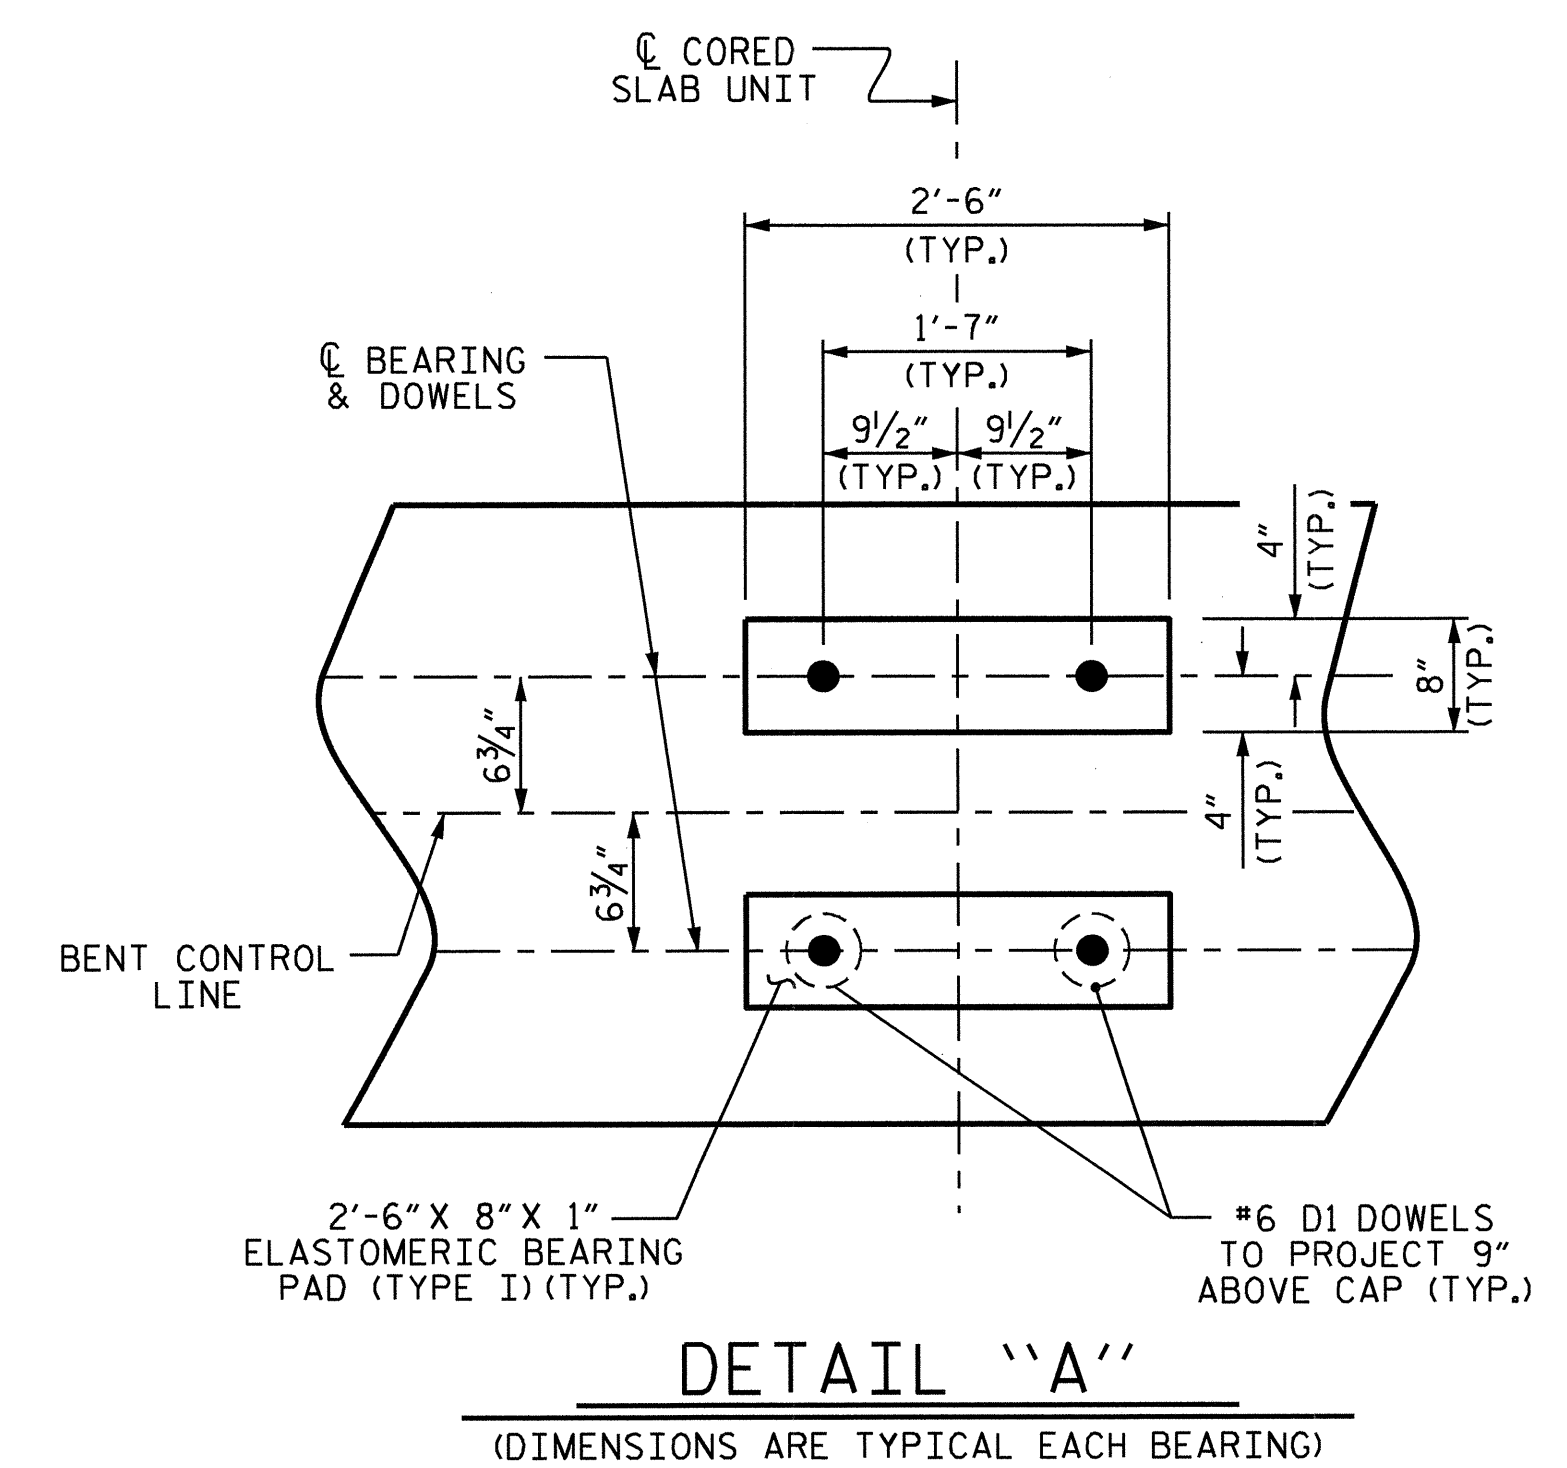 ℄ CORED
SLAB UNIT
2'-6"
(TYP.)
1'-7"
(TYP.)
℄ BEARING
& DOWELS
9½" 9½"
(TYP.) (TYP.)
4"
(TYP.)
8"
(TYP.)
6¾"
4"
(TYP.)
6¾"
BENT CONTROL
LINE
2'-6" X 8" X 1"
ELASTOMERIC BEARING
PAD (TYPE I) (TYP.)
#6 D1 DOWELS
TO PROJECT 9"
ABOVE CAP (TYP.)
DETAIL "A"
(DIMENSIONS ARE TYPICAL EACH BEARING)